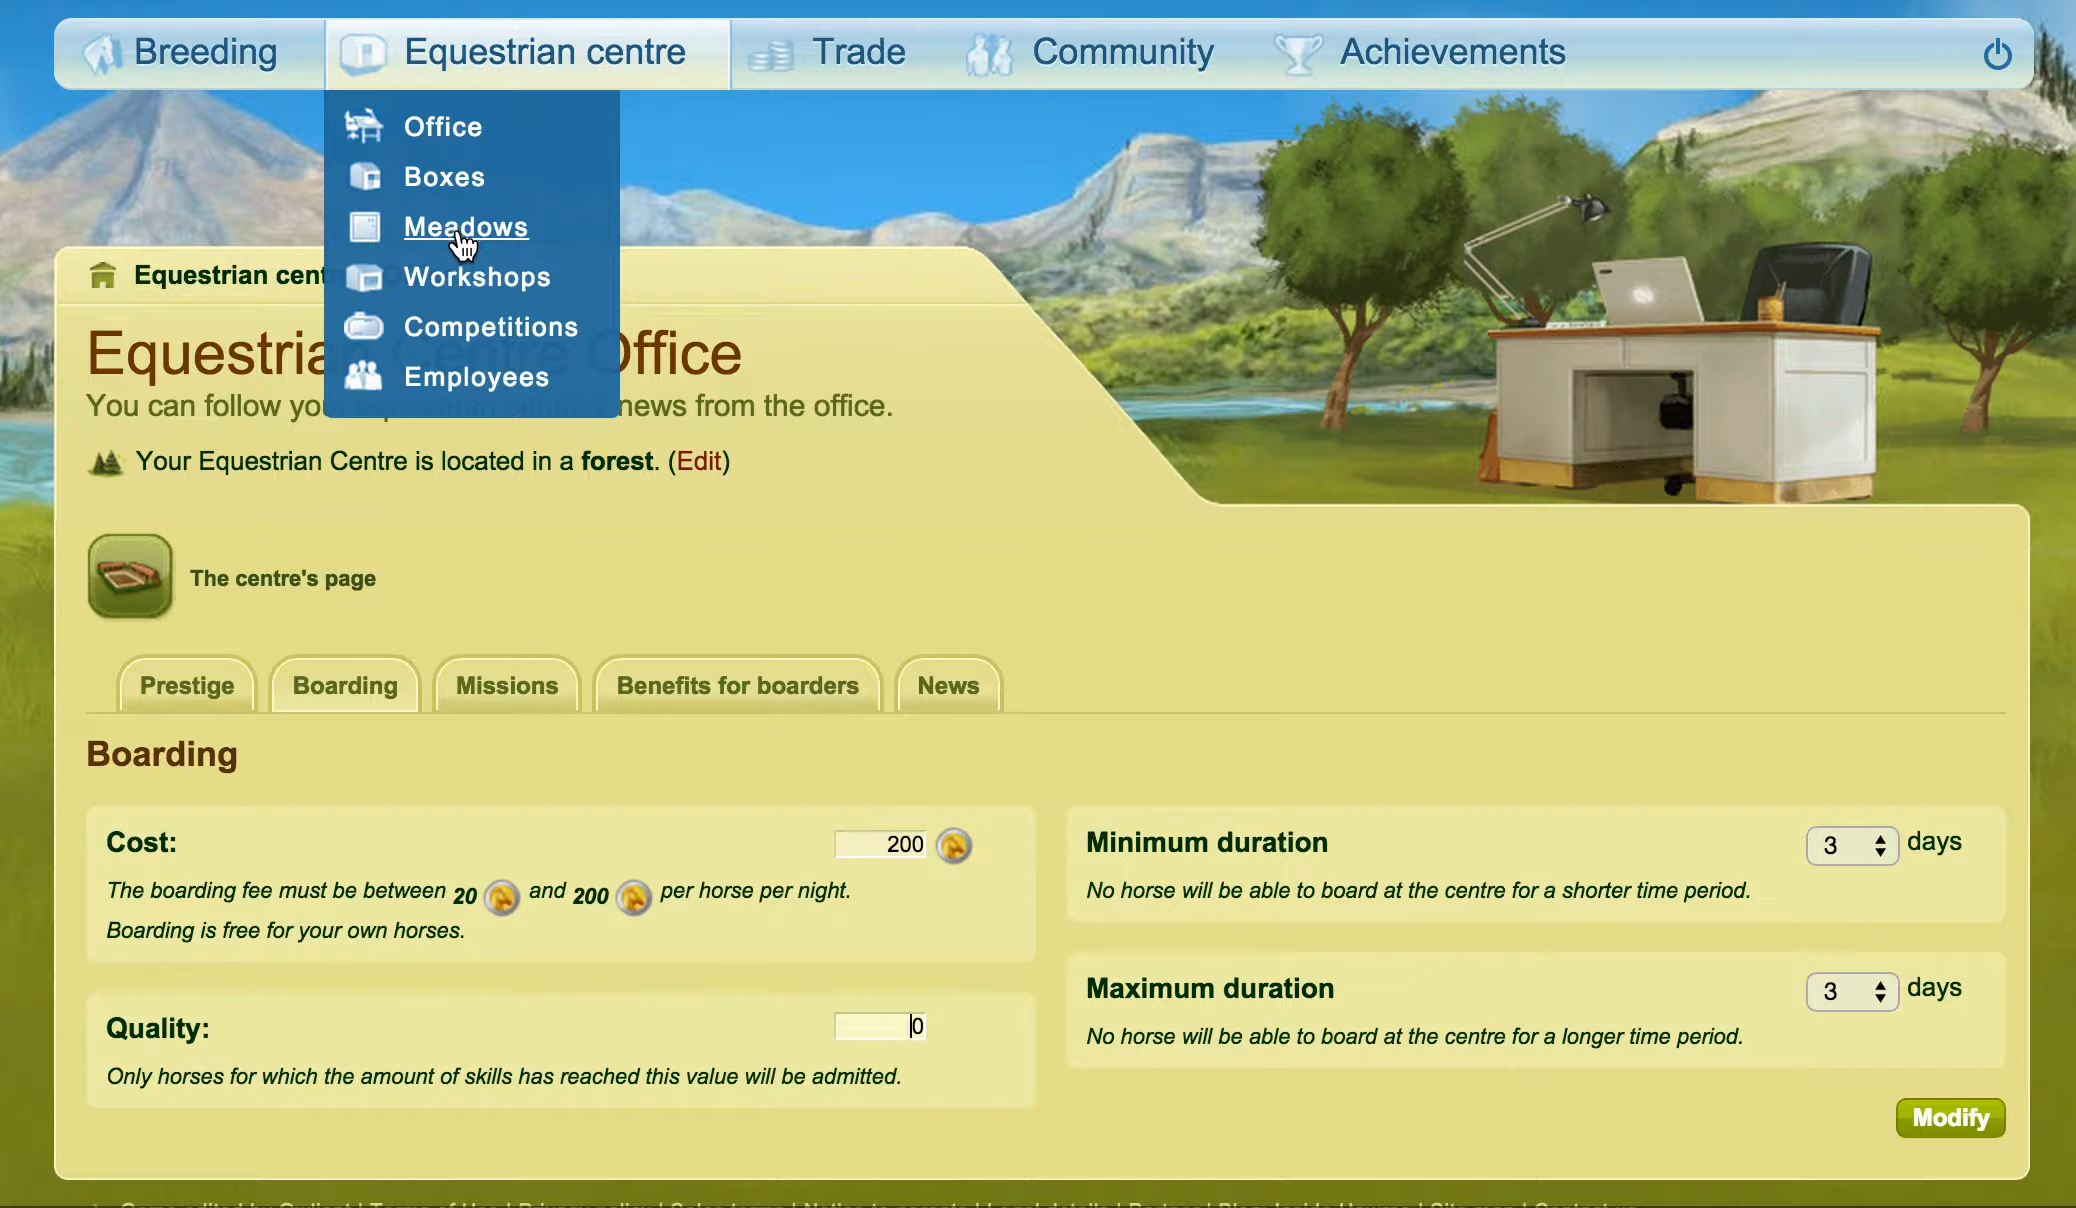 Breeding
Equestrian centre
Trade
Community
Achievements
Office
Boxes
Meadows
Workshops
Competitions
Employees
Equestrian
Office
You can follow news from the office.
Your Equestrian Centre is located in a forest. (Edit)
The centre's page
Prestige
Boarding
Missions
Benefits for boarders
News
Boarding
Cost: 200
The boarding fee must be between 20 and 200 per horse per night.
Boarding is free for your own horses.
Quality: 0
Only horses for which the amount of skills has reached this value will be admitted.
Minimum duration 3 days
No horse will be able to board at the centre for a shorter time period.
Maximum duration 3 days
No horse will be able to board at the centre for a longer time period.
Modify